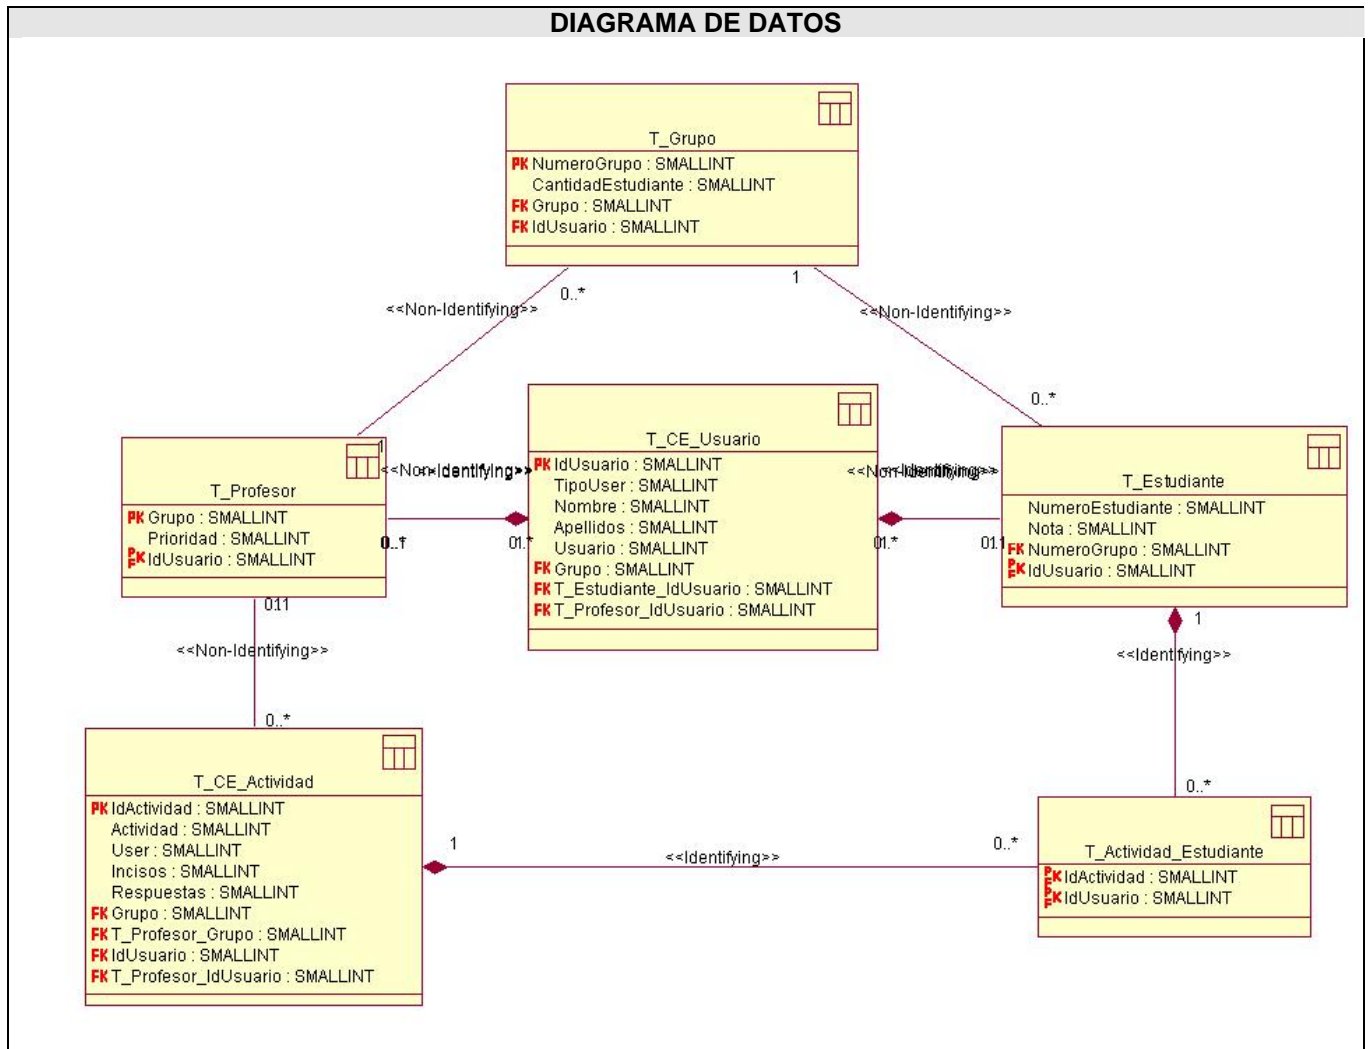 DIAGRAMA DE DATOS
T_Grupo
PK NumeroGrupo : SMALLINT
CantidadEstudiante : SMALLINT
FK Grupo : SMALLINT
FK IdUsuario : SMALLINT
0..*
1
<<Non-Identifying>>
<<Non-Identifying>>
1
0..*
T_CE_Usuario
PK IdUsuario : SMALLINT
TipoUser : SMALLINT
Nombre : SMALLINT
Apellidos : SMALLINT
Usuario : SMALLINT
FK Grupo : SMALLINT
FK T_Estudiante_IdUsuario : SMALLINT
FK T_Profesor_IdUsuario : SMALLINT
T_Profesor
PK Grupo : SMALLINT
Prioridad : SMALLINT
PFK IdUsuario : SMALLINT
T_Estudiante
NumeroEstudiante : SMALLINT
Nota : SMALLINT
FK NumeroGrupo : SMALLINT
PFK IdUsuario : SMALLINT
<<Non-Identifying>>
0..*
1
<<Identifying>>
0..*
T_CE_Actividad
PK IdActividad : SMALLINT
Actividad : SMALLINT
User : SMALLINT
Incisos : SMALLINT
Respuestas : SMALLINT
FK Grupo : SMALLINT
FK T_Profesor_Grupo : SMALLINT
FK IdUsuario : SMALLINT
FK T_Profesor_IdUsuario : SMALLINT
1
<<Identifying>>
0..*
T_Actividad_Estudiante
PFK IdActividad : SMALLINT
PFK IdUsuario : SMALLINT